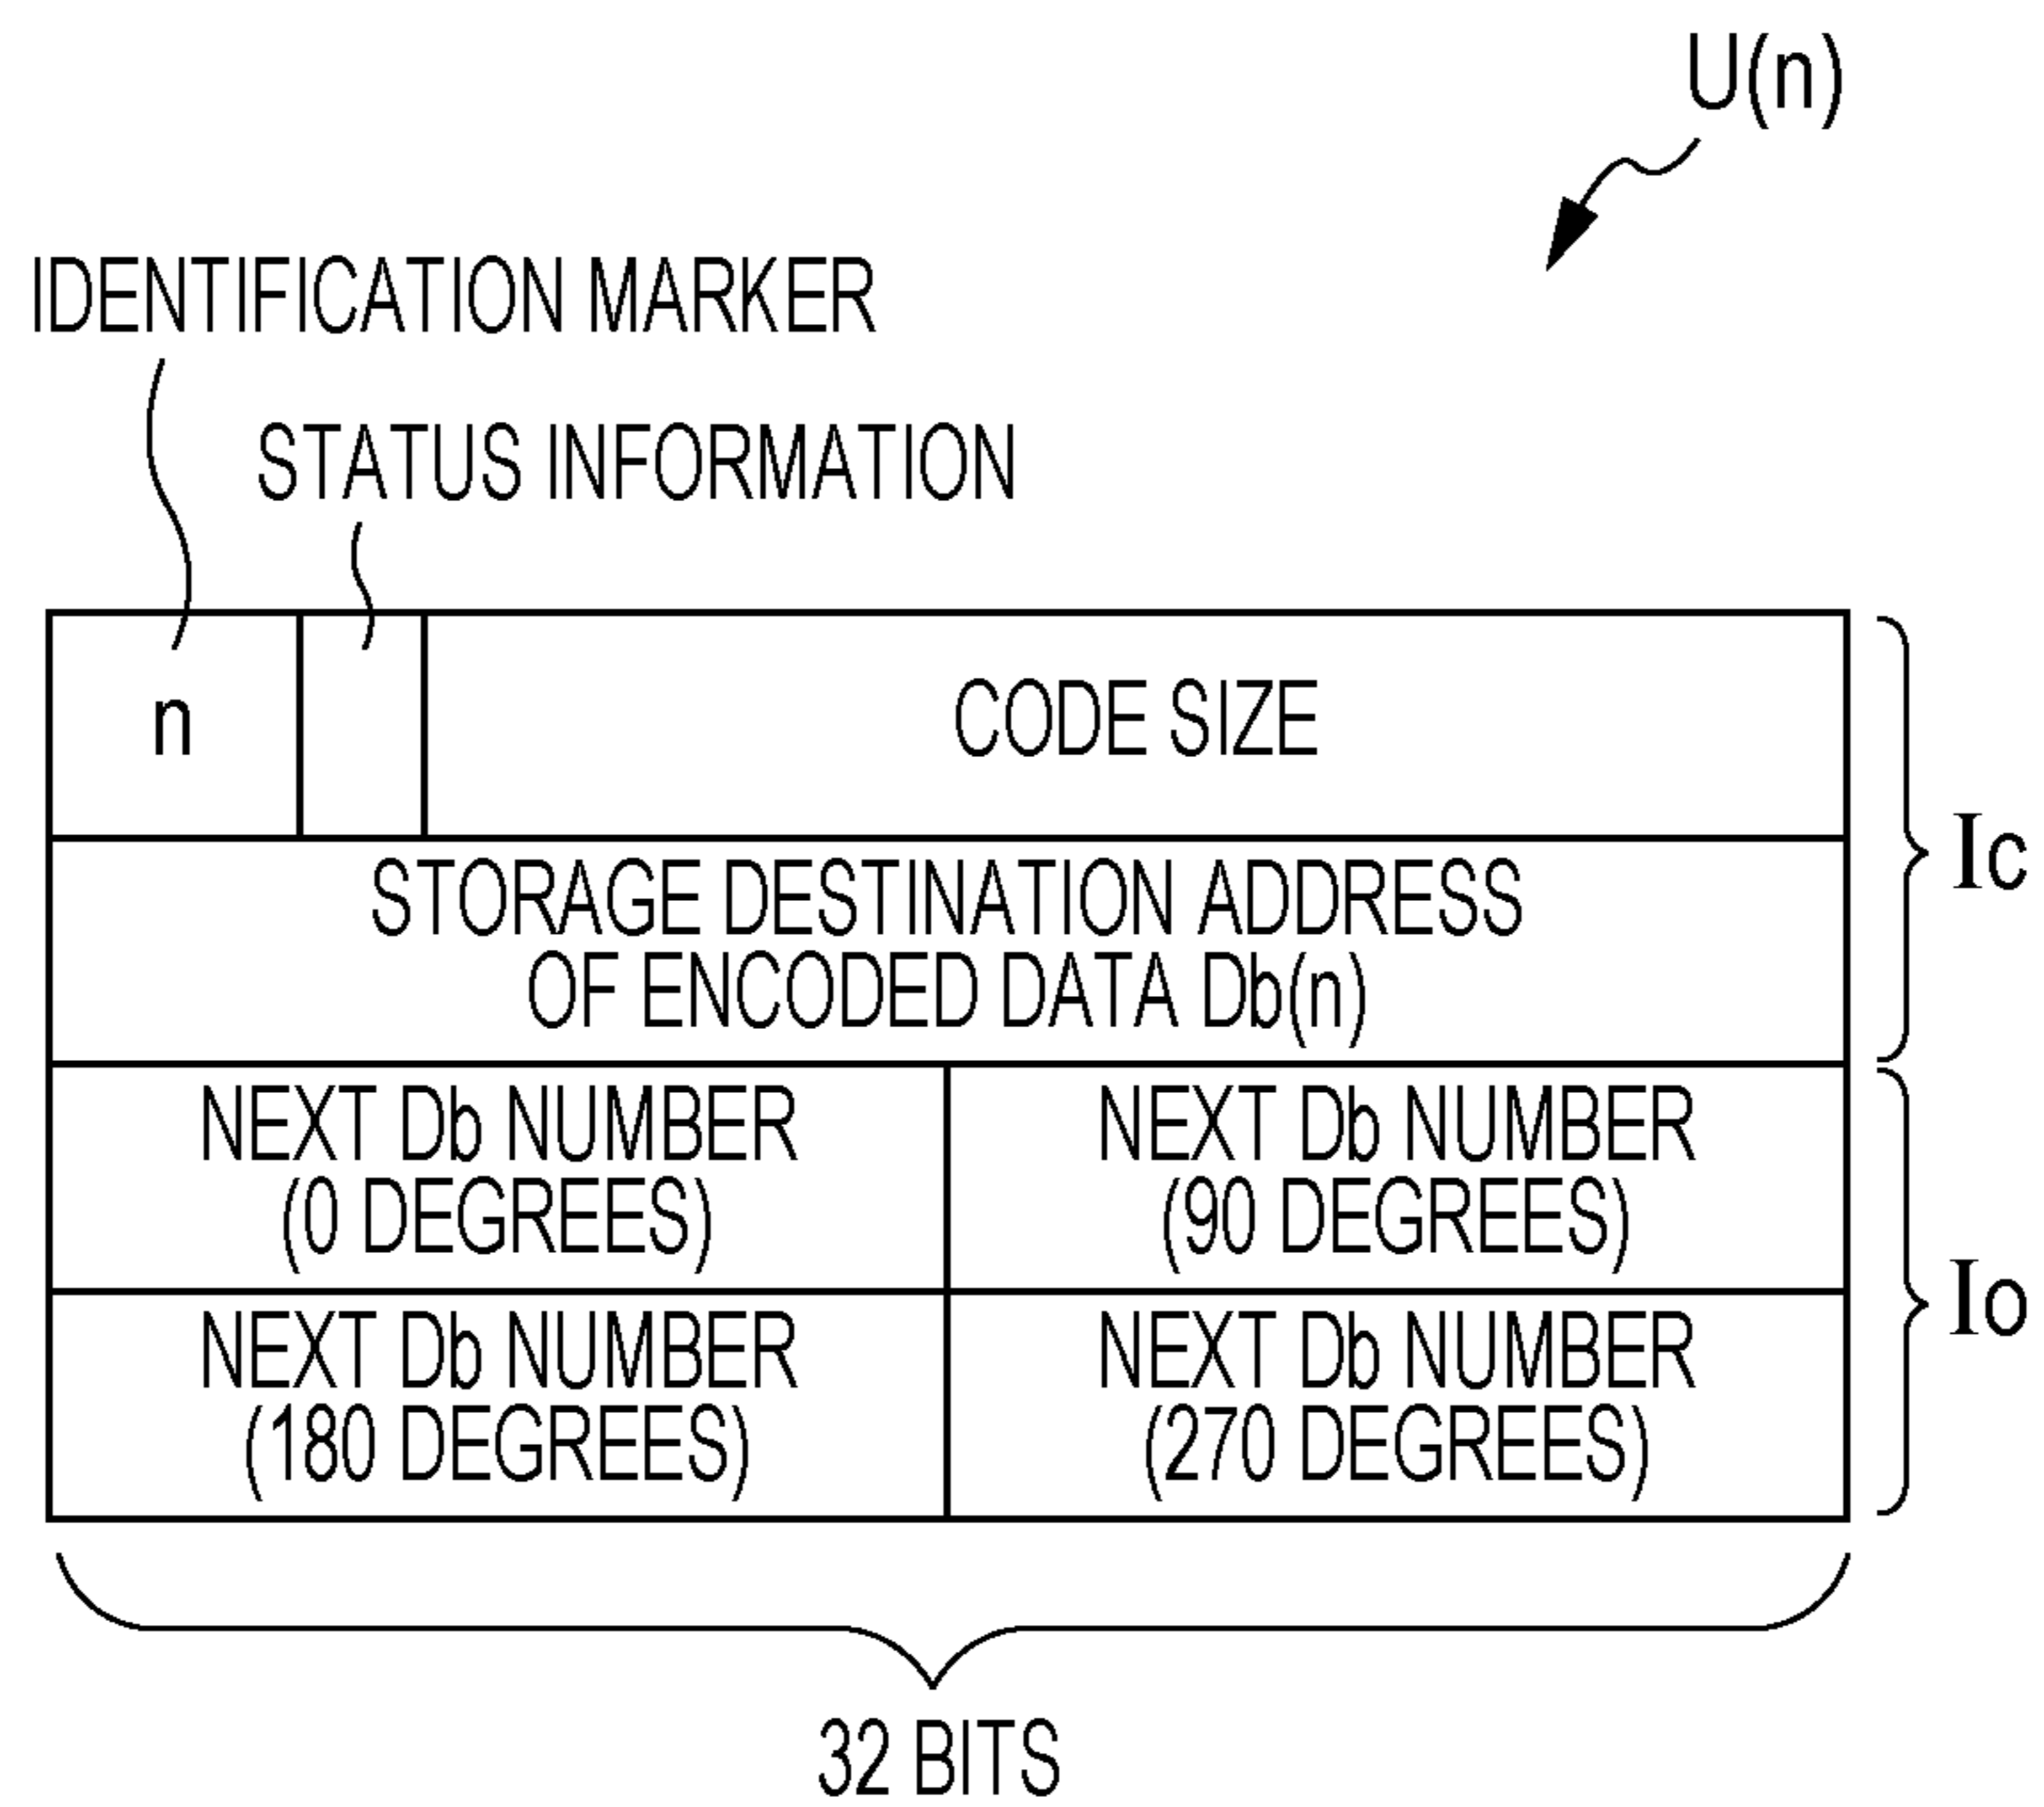 U(n)
IDENTIFICATION MARKER
STATUS INFORMATION
n
CODE SIZE
Ic
STORAGE DESTINATION ADDRESS
OF ENCODED DATA Db(n)
NEXT Db NUMBER
(0 DEGREES)
NEXT Db NUMBER
(90 DEGREES)
Io
NEXT Db NUMBER
(180 DEGREES)
NEXT Db NUMBER
(270 DEGREES)
32 BITS